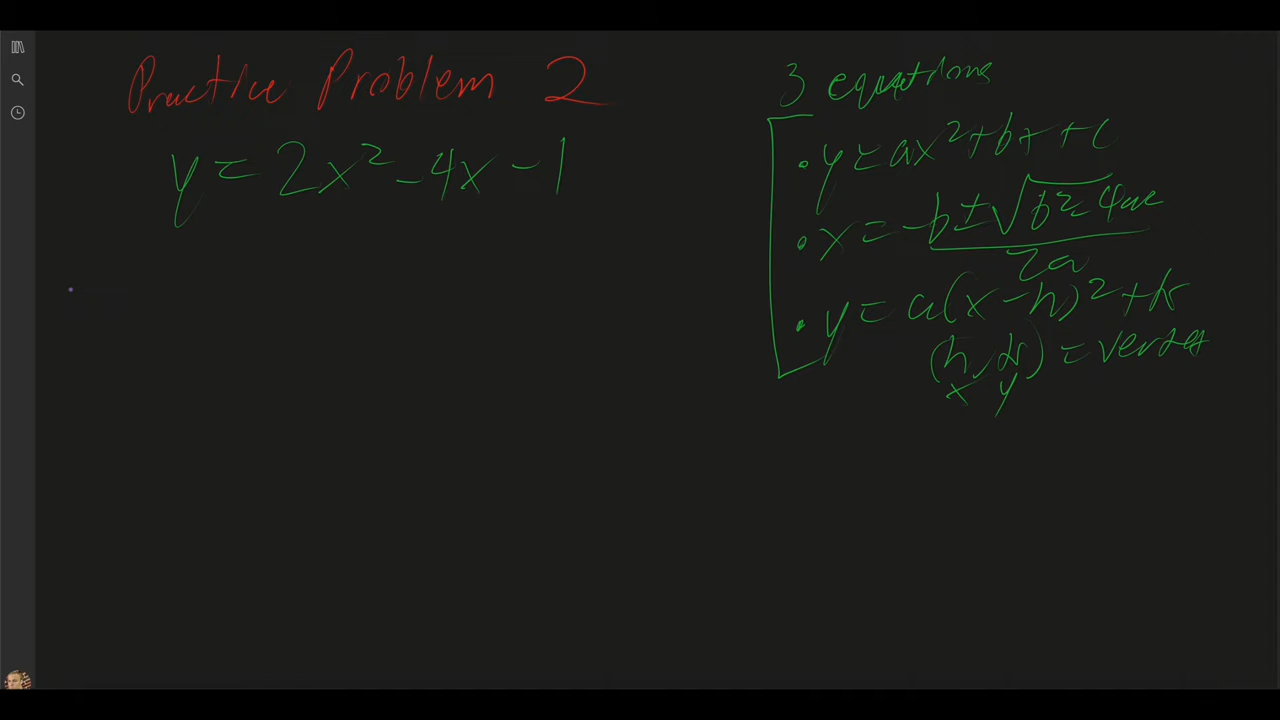 Practice Problem 2
y = 2x² - 4x - 1
3 equations
• y = ax² + bx + c
• x = -b ± √b² - 4ac / 2a
• y = a(x - h)² + k
(h, k) = vertex
x y